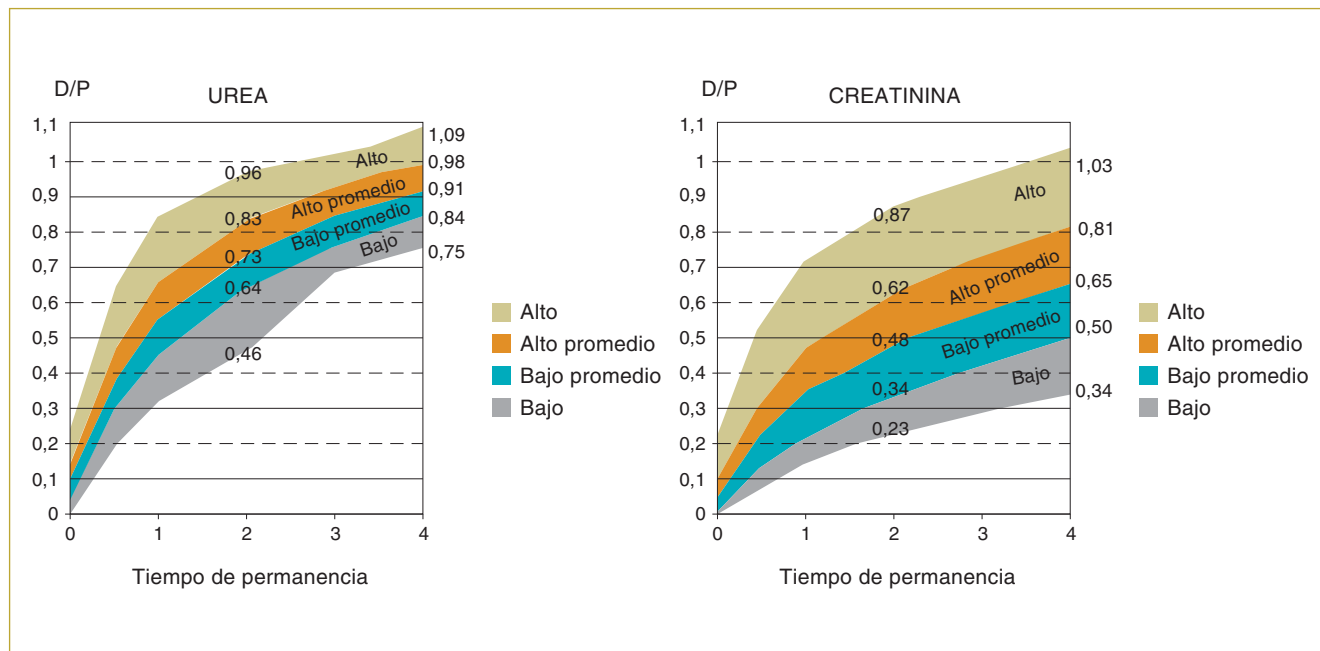 D/P
UREA
1,1
1
0,9
0,8
0,7
0,6
0,5
0,4
0,3
0,2
0,1
0
0 1 2 3 4
Tiempo de permanencia
0,96
0,83
0,73
0,64
0,46
Alto
Alto promedio
Bajo promedio
Bajo
1,09
0,98
0,91
0,84
0,75
Alto
Alto promedio
Bajo promedio
Bajo
D/P
CREATININA
1,1
1
0,9
0,8
0,7
0,6
0,5
0,4
0,3
0,2
0,1
0
0 1 2 3 4
Tiempo de permanencia
0,87
0,62
0,48
0,34
0,23
Alto
Alto promedio
Bajo promedio
Bajo
1,03
0,81
0,65
0,50
0,34
Alto
Alto promedio
Bajo promedio
Bajo